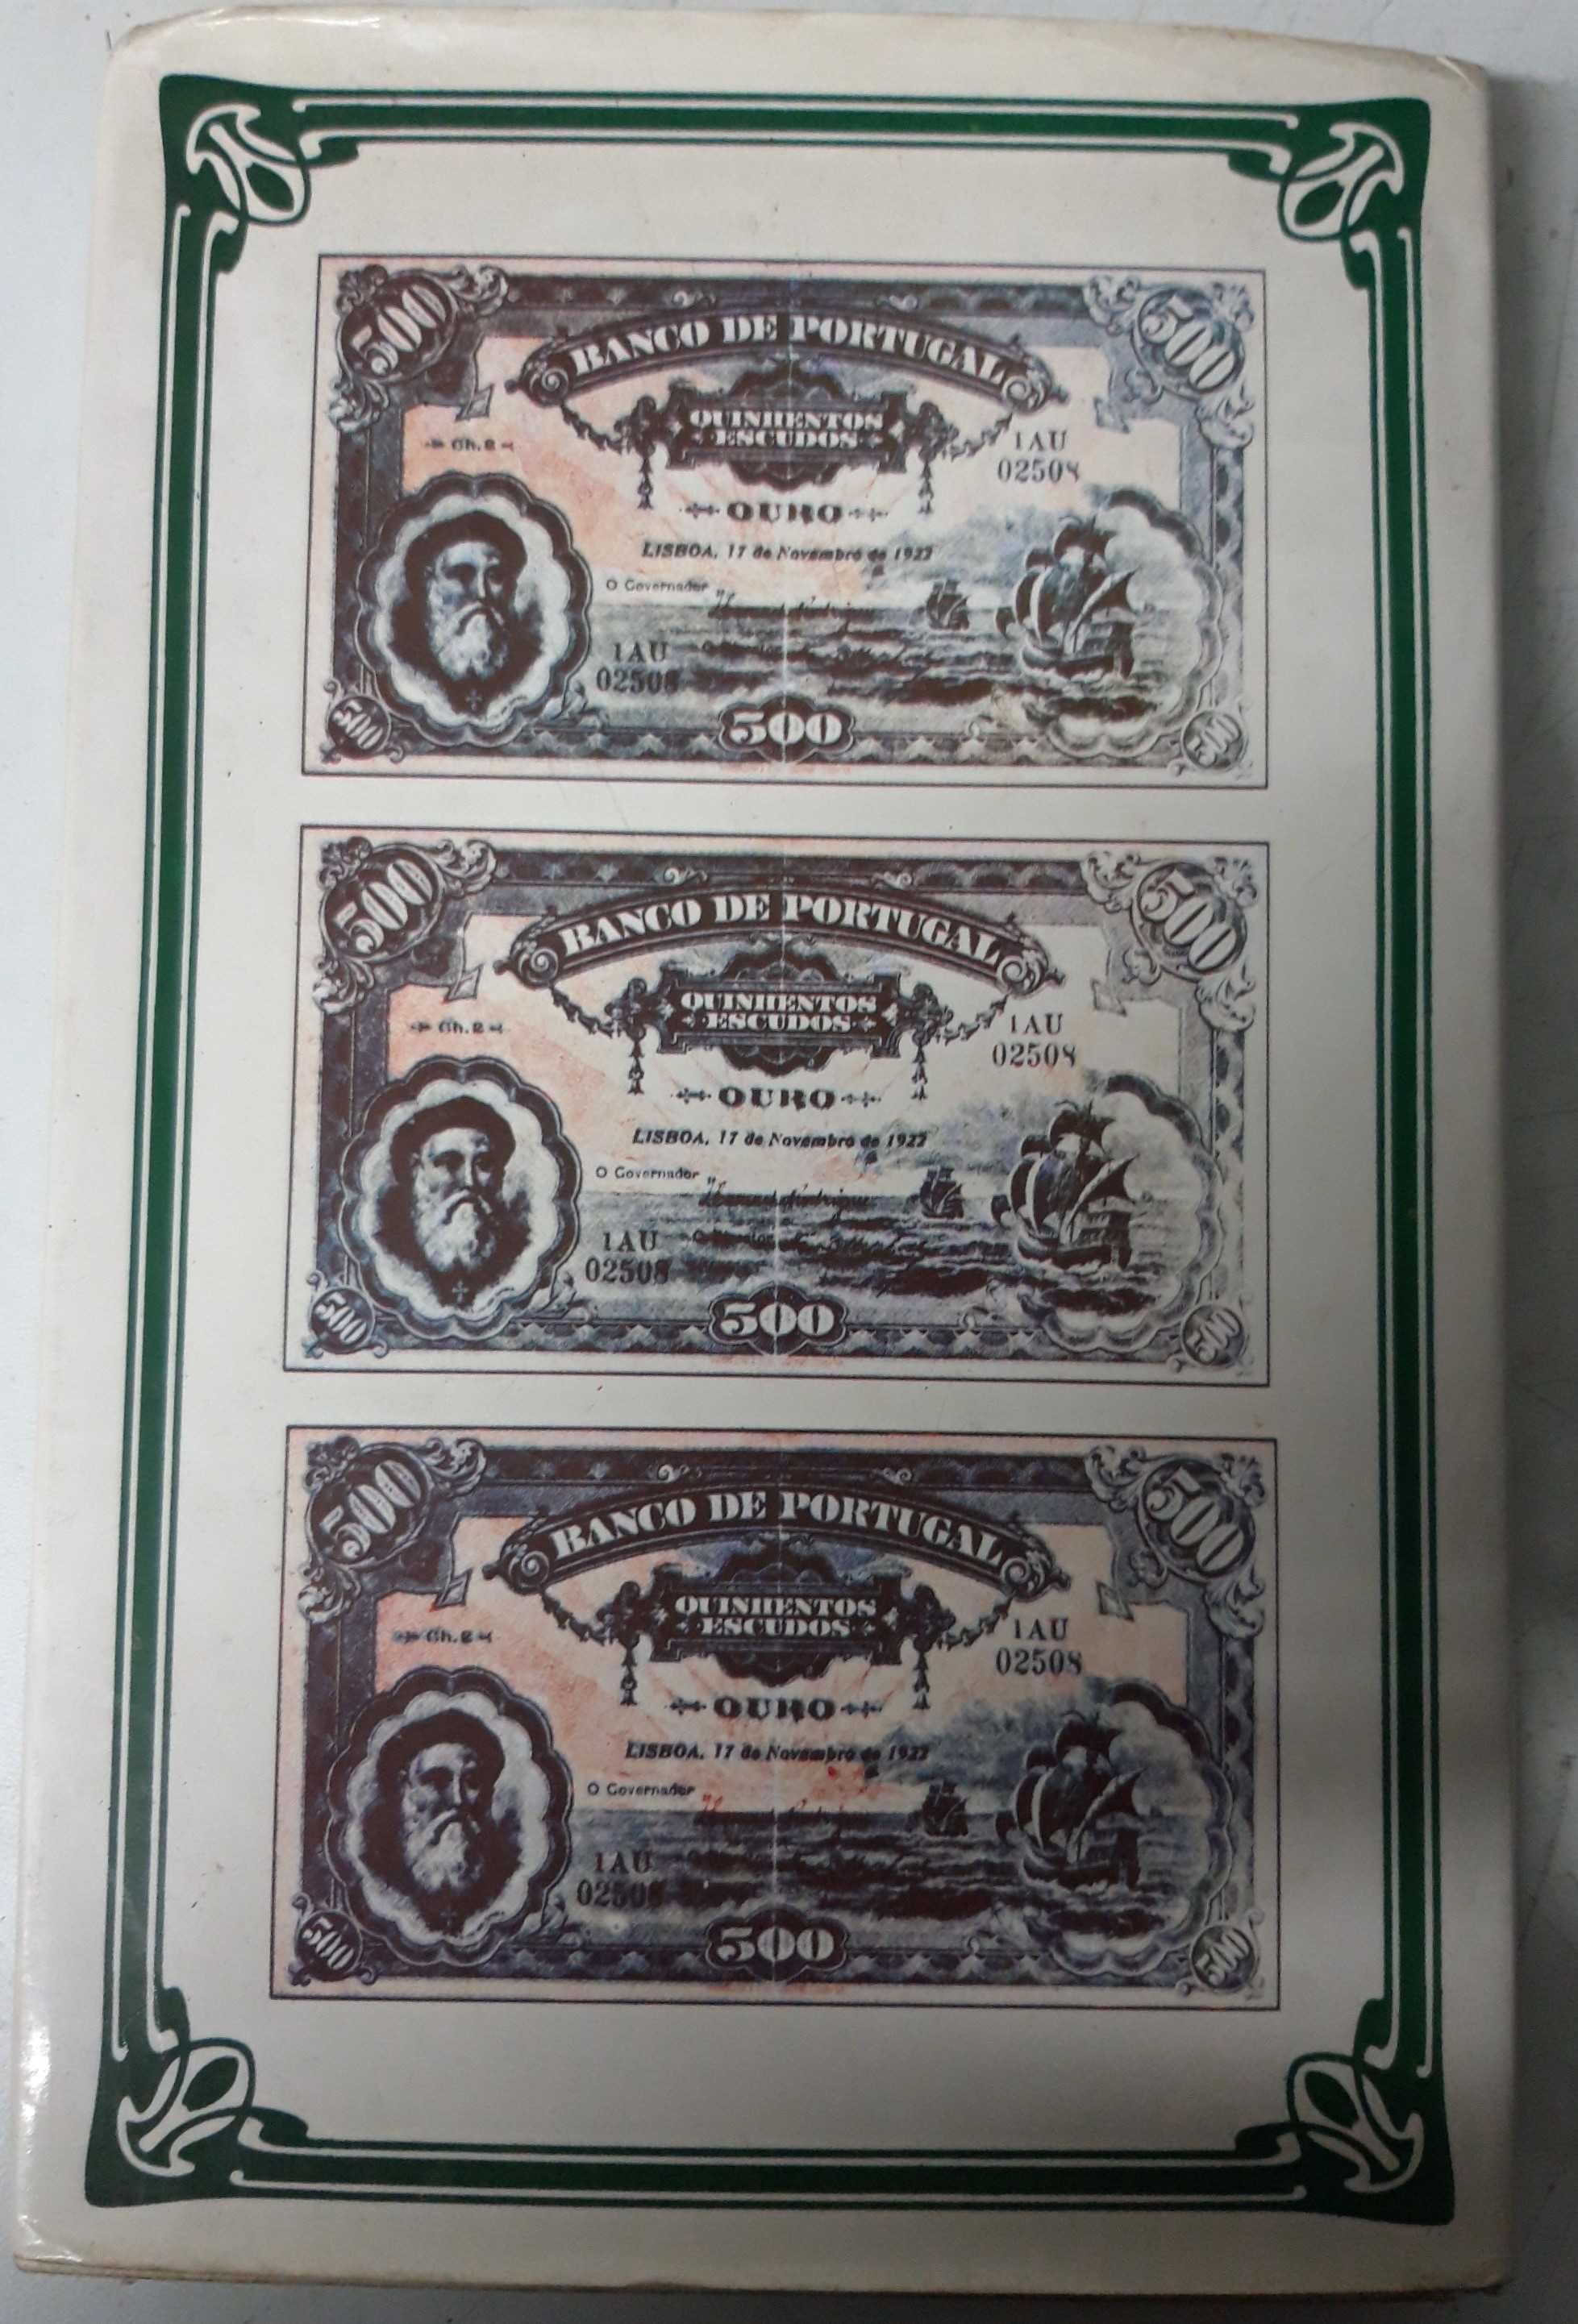 500 500
BANCO DE PORTUGAL
QUINHENTOS
ESCUDOS
Ch. 2
1AU
02508
OURO
LISBOA, 17 de Novembro de 1922
O Governador
1AU
02508
500 500 500
500 500
BANCO DE PORTUGAL
QUINHENTOS
ESCUDOS
Ch. 2
1AU
02508
OURO
LISBOA, 17 de Novembro de 1922
O Governador
1AU
02508
500 500 500
500 500
BANCO DE PORTUGAL
QUINHENTOS
ESCUDOS
Ch. 2
1AU
02508
OURO
LISBOA, 17 de Novembro de 1922
O Governador
1AU
02508
500 500 500